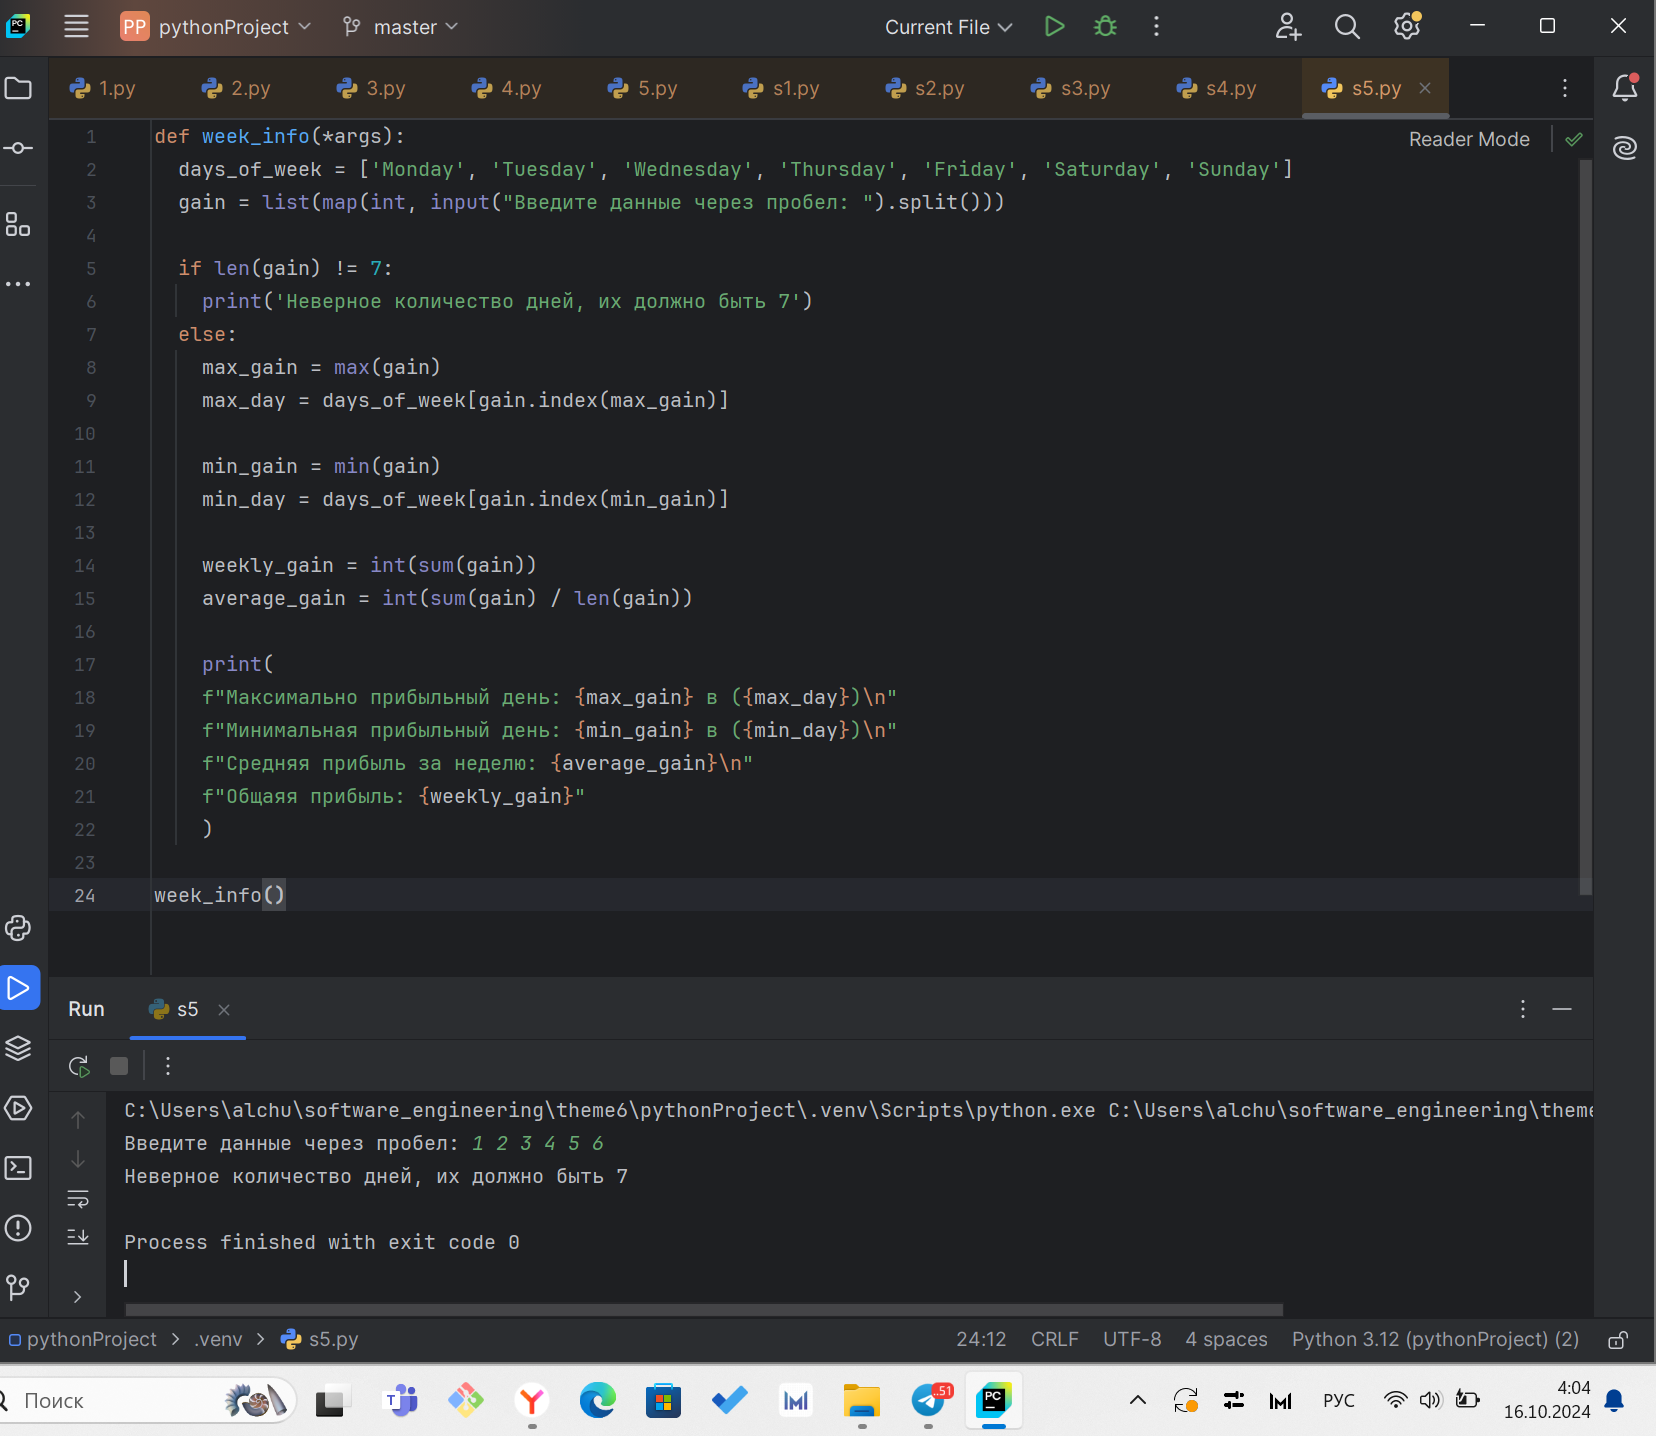 PC PP pythonProject master Current File
1.py 2.py 3.py 4.py 5.py s1.py s2.py s3.py s4.py s5.py
Reader Mode
1 def week_info(*args):
2 days_of_week = ['Monday', 'Tuesday', 'Wednesday', 'Thursday', 'Friday', 'Saturday', 'Sunday']
3 gain = list(map(int, input("Введите данные через пробел: ").split()))
4
5 if len(gain) != 7:
6 print('Неверное количество дней, их должно быть 7')
7 else:
8 max_gain = max(gain)
9 max_day = days_of_week[gain.index(max_gain)]
10
11 min_gain = min(gain)
12 min_day = days_of_week[gain.index(min_gain)]
13
14 weekly_gain = int(sum(gain))
15 average_gain = int(sum(gain) / len(gain))
16
17 print(
18 f"Максимально прибыльный день: {max_gain} в ({max_day})\n"
19 f"Минимальная прибыльный день: {min_gain} в ({min_day})\n"
20 f"Средняя прибыль за неделю: {average_gain}\n"
21 f"Общаяя прибыль: {weekly_gain}"
22 )
23
24 week_info()
Run s5
C:\Users\alchu\software_engineering\theme6\pythonProject\.venv\Scripts\python.exe C:\Users\alchu\software_engineering\theme
Введите данные через пробел: 1 2 3 4 5 6
Неверное количество дней, их должно быть 7
Process finished with exit code 0
pythonProject > .venv > s5.py 24:12 CRLF UTF-8 4 spaces Python 3.12 (pythonProject) (2)
Поиск ..51 PC РУС 4:04
16.10.2024